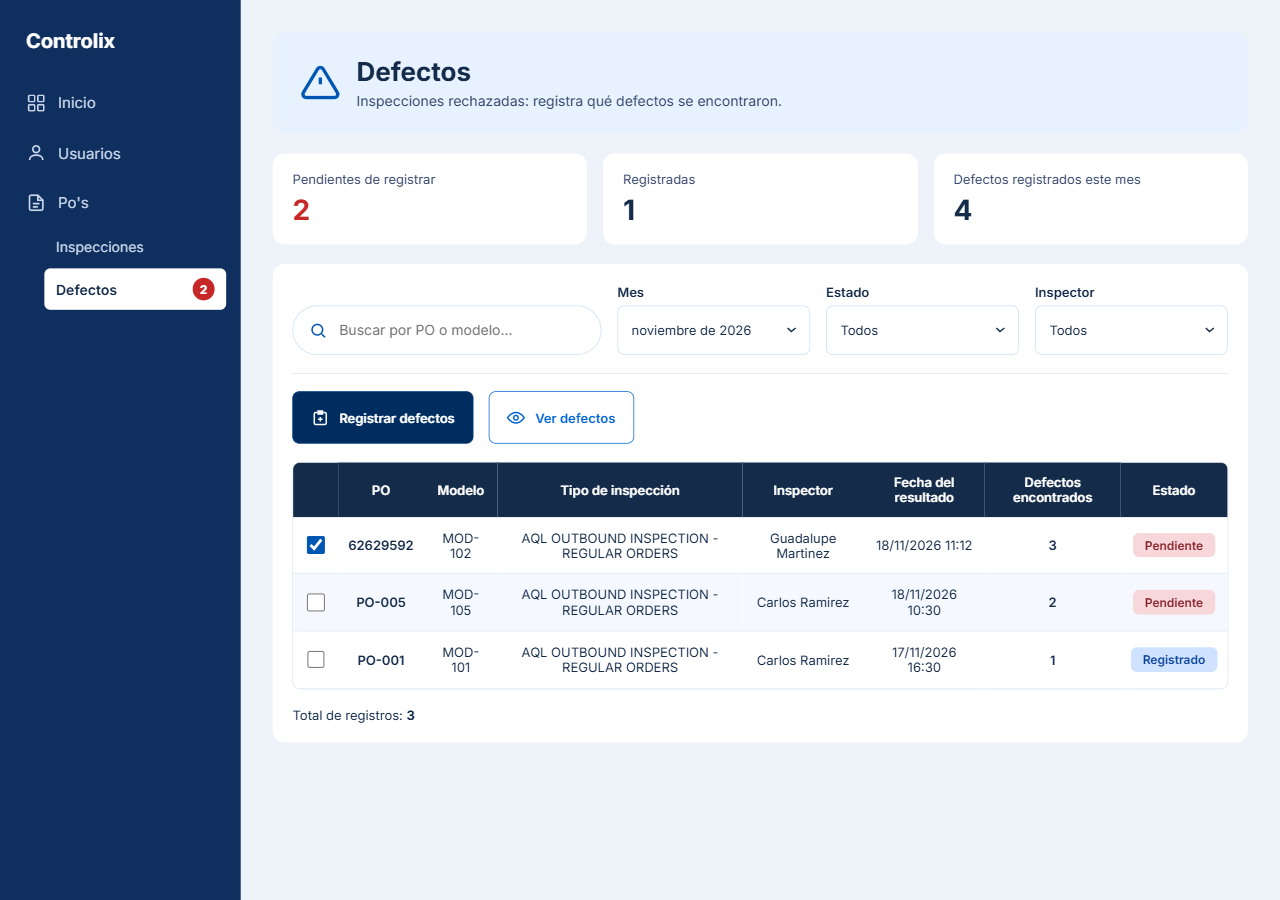 Controlix
Inicio
Usuarios
Po's
Inspecciones
Defectos 2
Defectos
Inspecciones rechazadas: registra qué defectos se encontraron.
Pendientes de registrar
2
Registradas
1
Defectos registrados este mes
4
Buscar por PO o modelo...
Mes
noviembre de 2026
Estado
Todos
Inspector
Todos
Registrar defectos
Ver defectos
PO
Modelo
Tipo de inspección
Inspector
Fecha del
resultado
Defectos
encontrados
Estado
62629592
MOD-
102
AQL OUTBOUND INSPECTION -
REGULAR ORDERS
Guadalupe
Martinez
18/11/2026 11:12
3
Pendiente
PO-005
MOD-
105
AQL OUTBOUND INSPECTION -
REGULAR ORDERS
Carlos Ramirez
18/11/2026
10:30
2
Pendiente
PO-001
MOD-
101
AQL OUTBOUND INSPECTION -
REGULAR ORDERS
Carlos Ramirez
17/11/2026
16:30
1
Registrado
Total de registros: 3